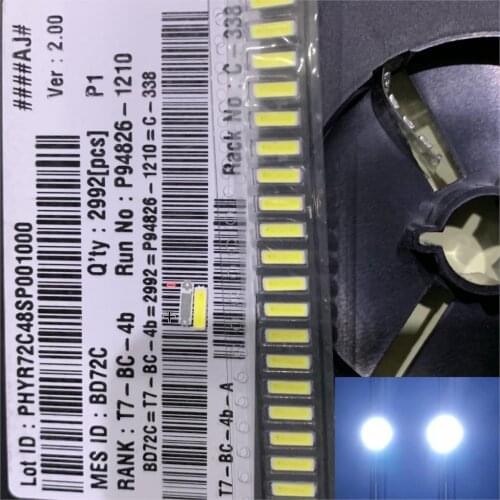 ####AJ#
Ver : 2.00
Lot ID : PHYR72C48SP001000
MES ID : BD72C
Q'ty : 2992[pcs]
P1
RANK : T7-BC-4b
Run No : P94826-1210
BD72C=T7-BC-4b=2992=P94826-1210=C-338
T7-BC-4b-A
Rack No : C-338